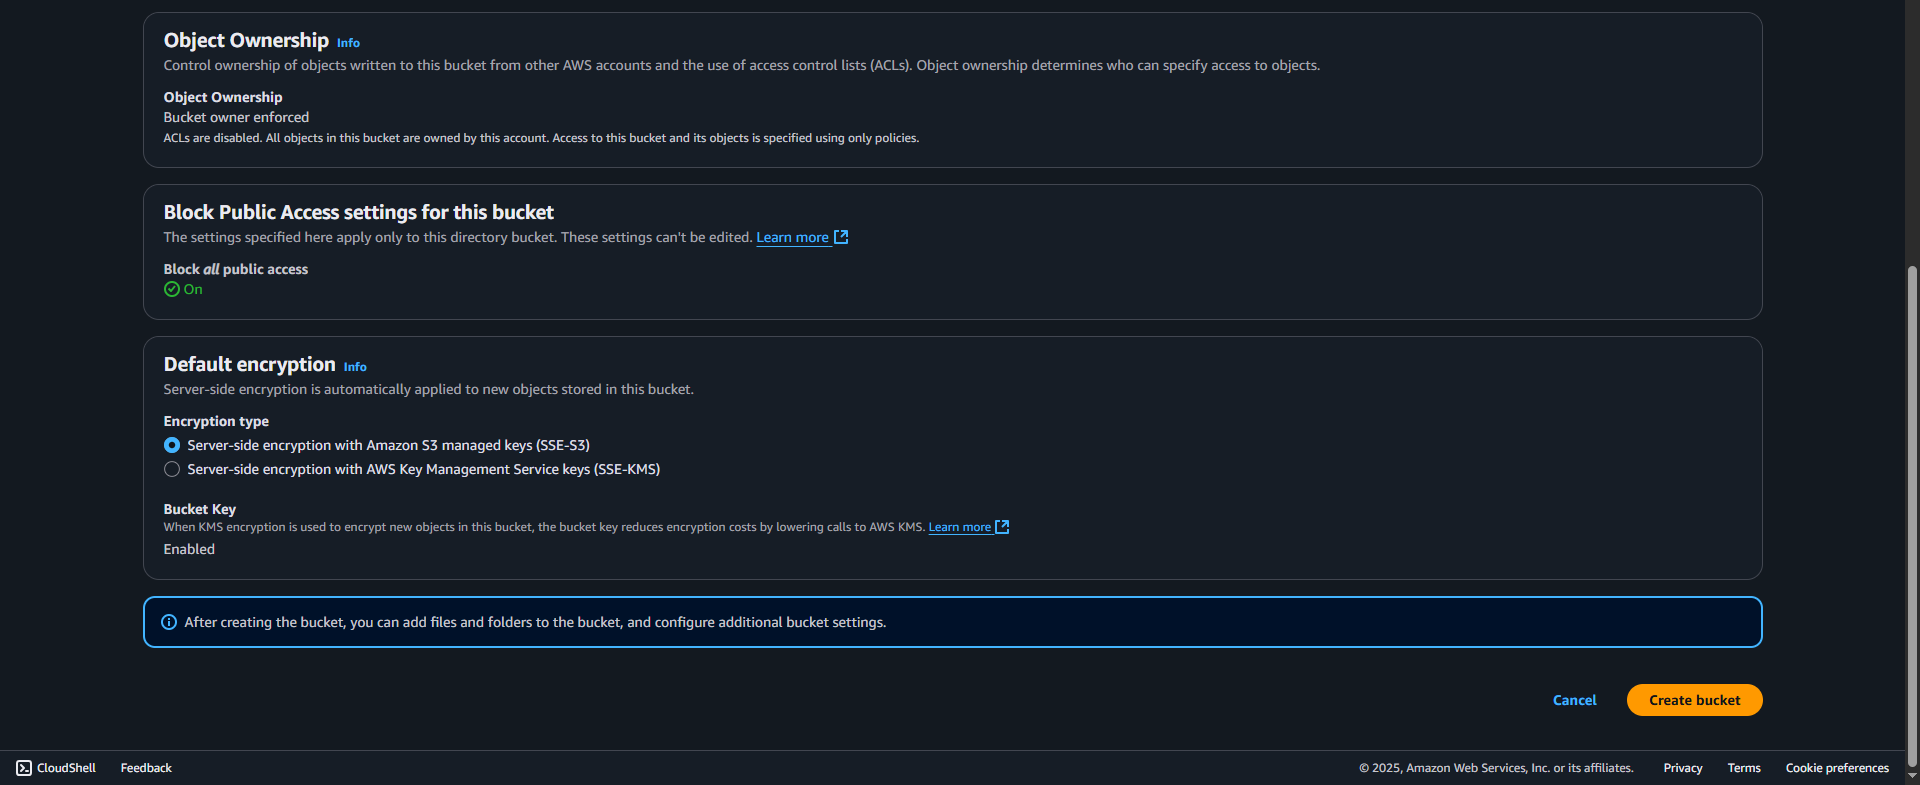 Object Ownership Info
Control ownership of objects written to this bucket from other AWS accounts and the use of access control lists (ACLs). Object ownership determines who can specify access to objects.
Object Ownership
Bucket owner enforced
ACLs are disabled. All objects in this bucket are owned by this account. Access to this bucket and its objects is specified using only policies.
Block Public Access settings for this bucket
The settings specified here apply only to this directory bucket. These settings can't be edited. Learn more
Block all public access
On
Default encryption Info
Server-side encryption is automatically applied to new objects stored in this bucket.
Encryption type
Server-side encryption with Amazon S3 managed keys (SSE-S3)
Server-side encryption with AWS Key Management Service keys (SSE-KMS)
Bucket Key
When KMS encryption is used to encrypt new objects in this bucket, the bucket key reduces encryption costs by lowering calls to AWS KMS. Learn more
Enabled
After creating the bucket, you can add files and folders to the bucket, and configure additional bucket settings.
Cancel Create bucket
CloudShell Feedback © 2025, Amazon Web Services, Inc. or its affiliates. Privacy Terms Cookie preferences